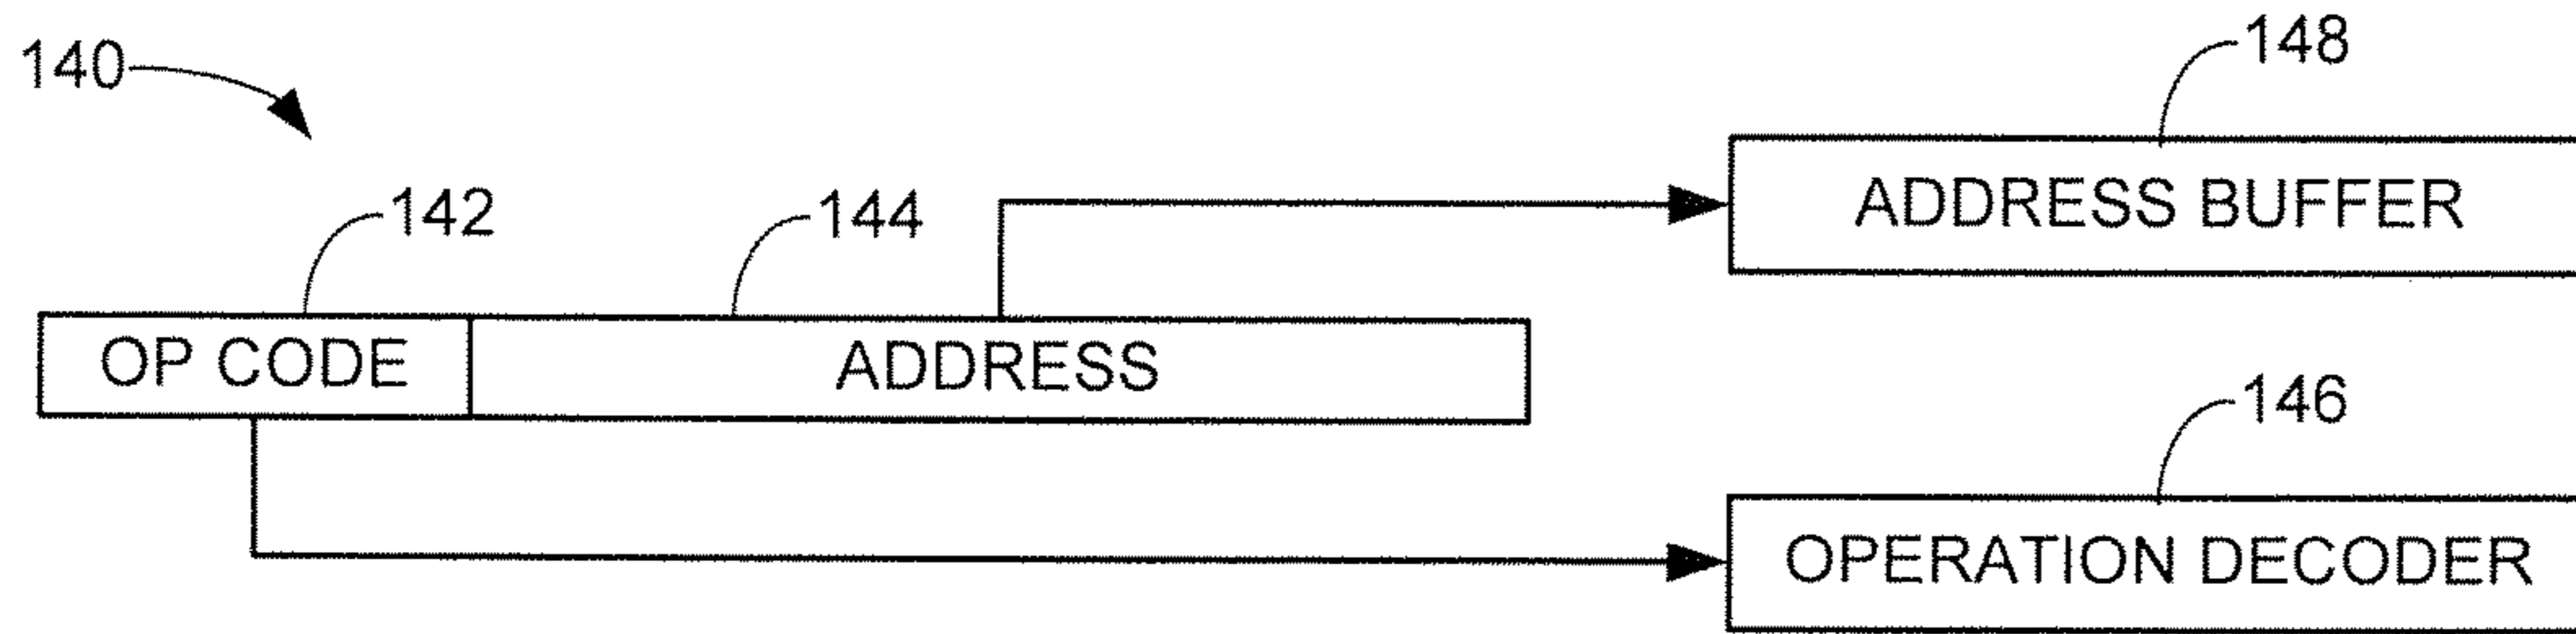 140
148
ADDRESS BUFFER
142
144
OP CODE
ADDRESS
146
OPERATION DECODER